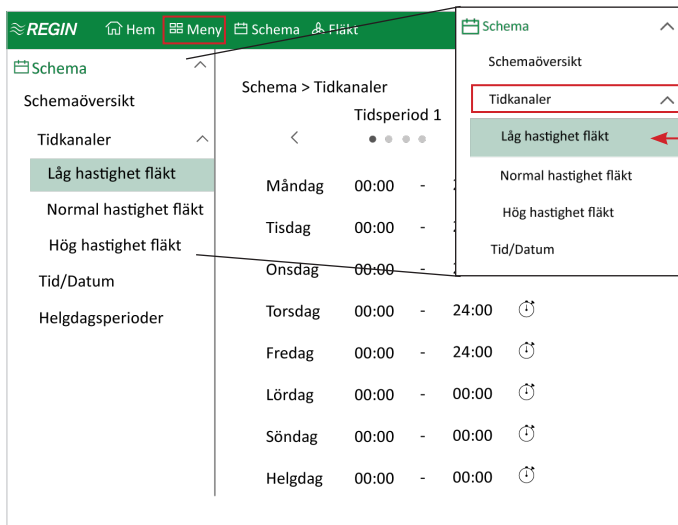 REGIN Hem Meny Schema Fläkt
Schema
Schemaöversikt
Tidkanaler
Låg hastighet fläkt
Normal hastighet fläkt
Hög hastighet fläkt
Tid/Datum
Helgdagsperioder
Schema > Tidkanaler
Tidsperiod 1
Måndag 00:00 -
Tisdag 00:00 -
Onsdag 00:00 -
Torsdag 00:00 - 24:00
Fredag 00:00 - 24:00
Lördag 00:00 - 00:00
Söndag 00:00 - 00:00
Helgdag 00:00 - 00:00
Schema
Schemaöversikt
Tidkanaler
Låg hastighet fläkt
Normal hastighet fläkt
Hög hastighet fläkt
Tid/Datum